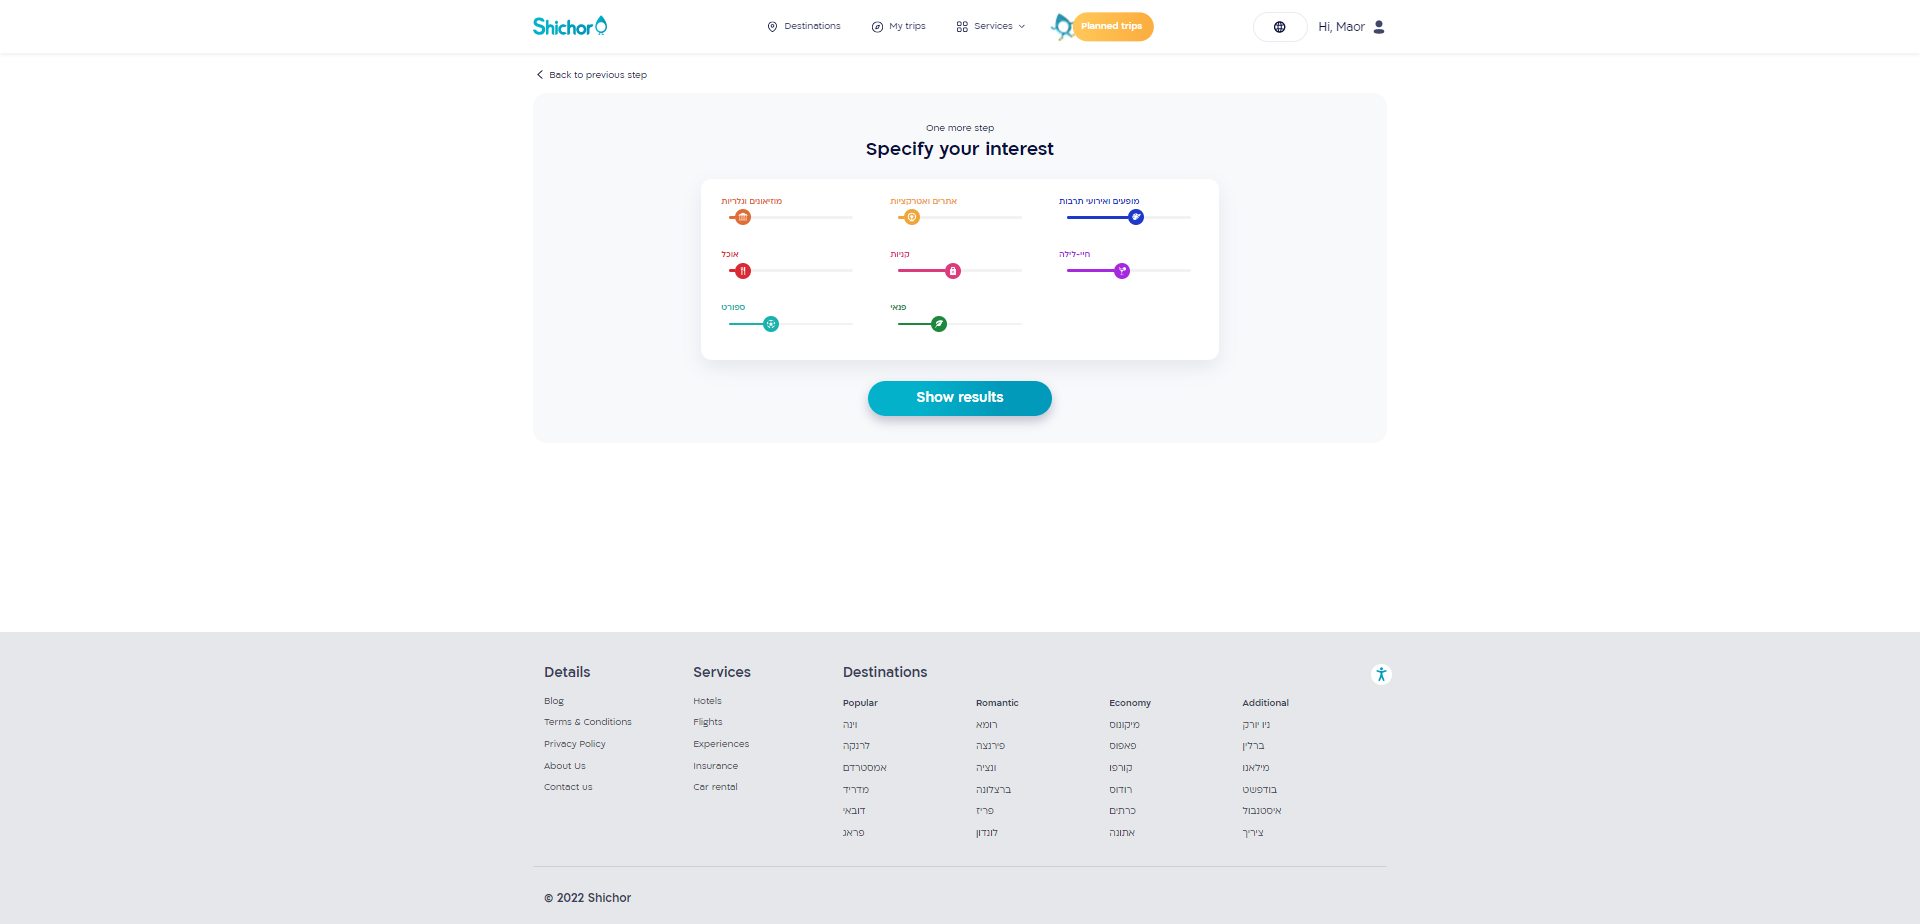 Shichor
Destinations
My trips
Services
Planned trips
Hi, Maor
Back to previous step
One more step
Specify your interest
מוזיאונים וגלריות
אתרים ואטרקציות
מופעים ואירועי תרבות
אוכל
קניות
חיי-לילה
ספורט
פנאי
Show results
Details
Blog
Terms & Conditions
Privacy Policy
About Us
Contact us
Services
Hotels
Flights
Experiences
Insurance
Car rental
Destinations
Popular
וינה
לרנקה
אמסטרדם
מדריד
דובאי
פראג
Romantic
רומא
פירנצה
ונציה
ברצלונה
פריז
לונדון
Economy
מיקונוס
פאפוס
קורפו
רודוס
כרתים
אתונה
Additional
ניו יורק
ברלין
מילאנו
בודפשט
איסטנבול
ציריך
© 2022 Shichor